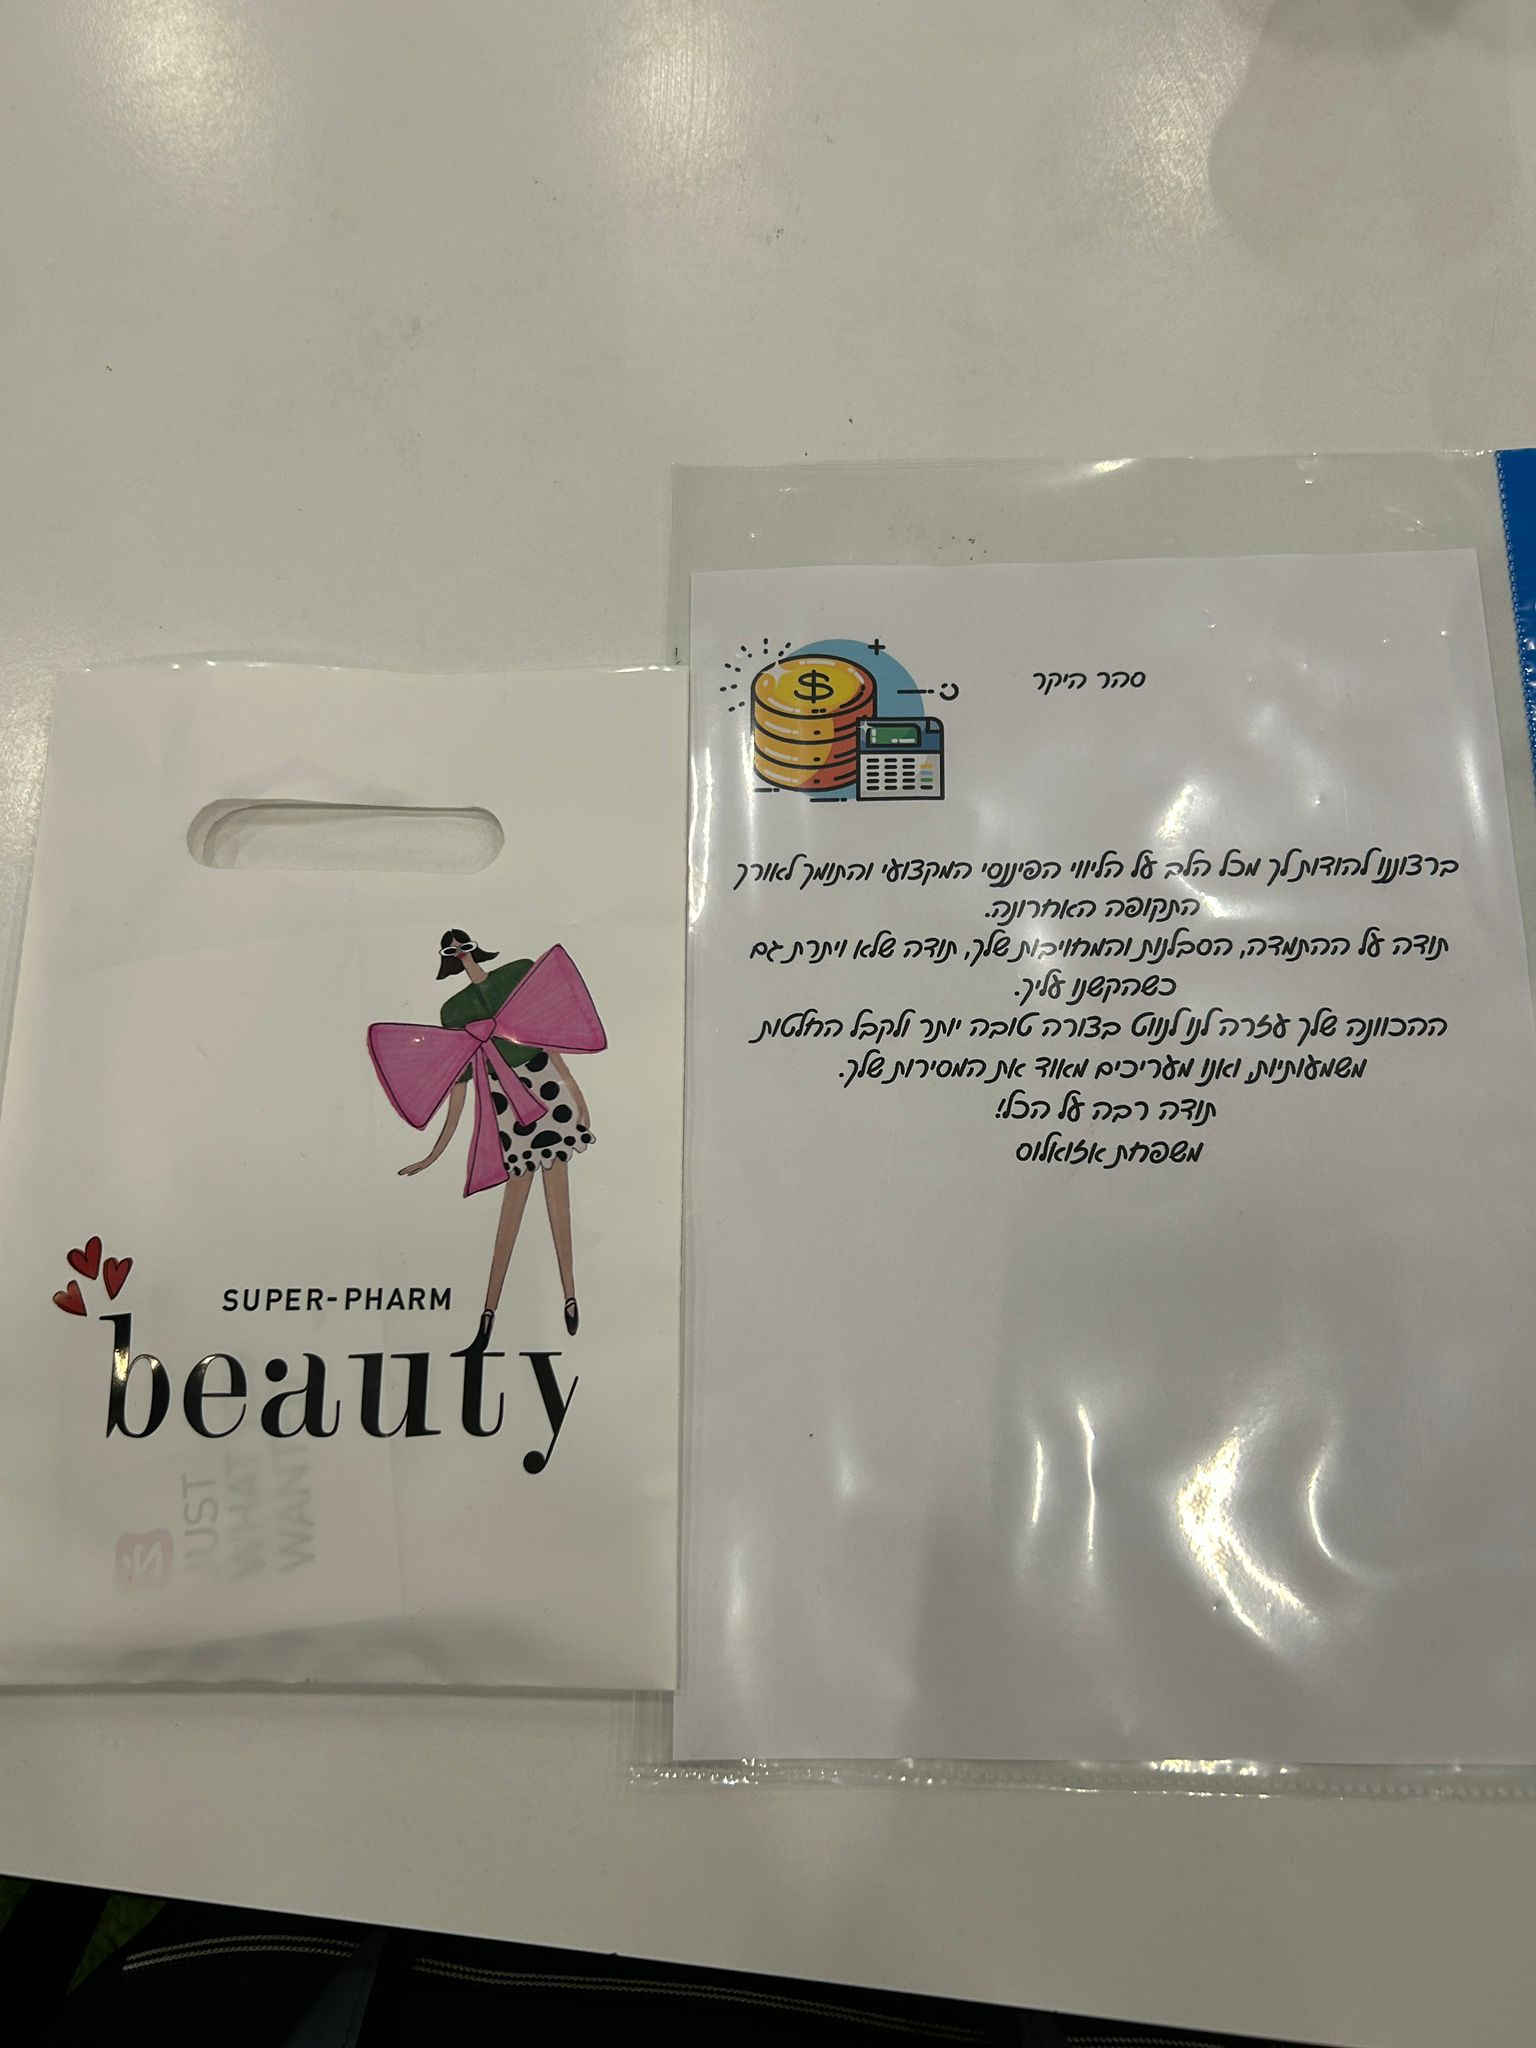 SUPER-PHARM
beauty
JUST
WHAT
WANT
סהר היקר
ברצוננו להודות לך מכל הלב על הליווי הפיננסי המקצועי והתומך לאורך
התקופה האחרונה.
תודה על ההתמדה, הסבלנות והמחויבות שלך, תודה שלא ויתרת גם
כשהקשנו עליך.
ההכוונה שלך עזרה לנו לנווט בצורה טובה יותר ולקבל החלטות
משמעותיות, ואנו מעריכים מאוד את המסירות שלך.
תודה רבה על הכל!
משפחת אזואלוס